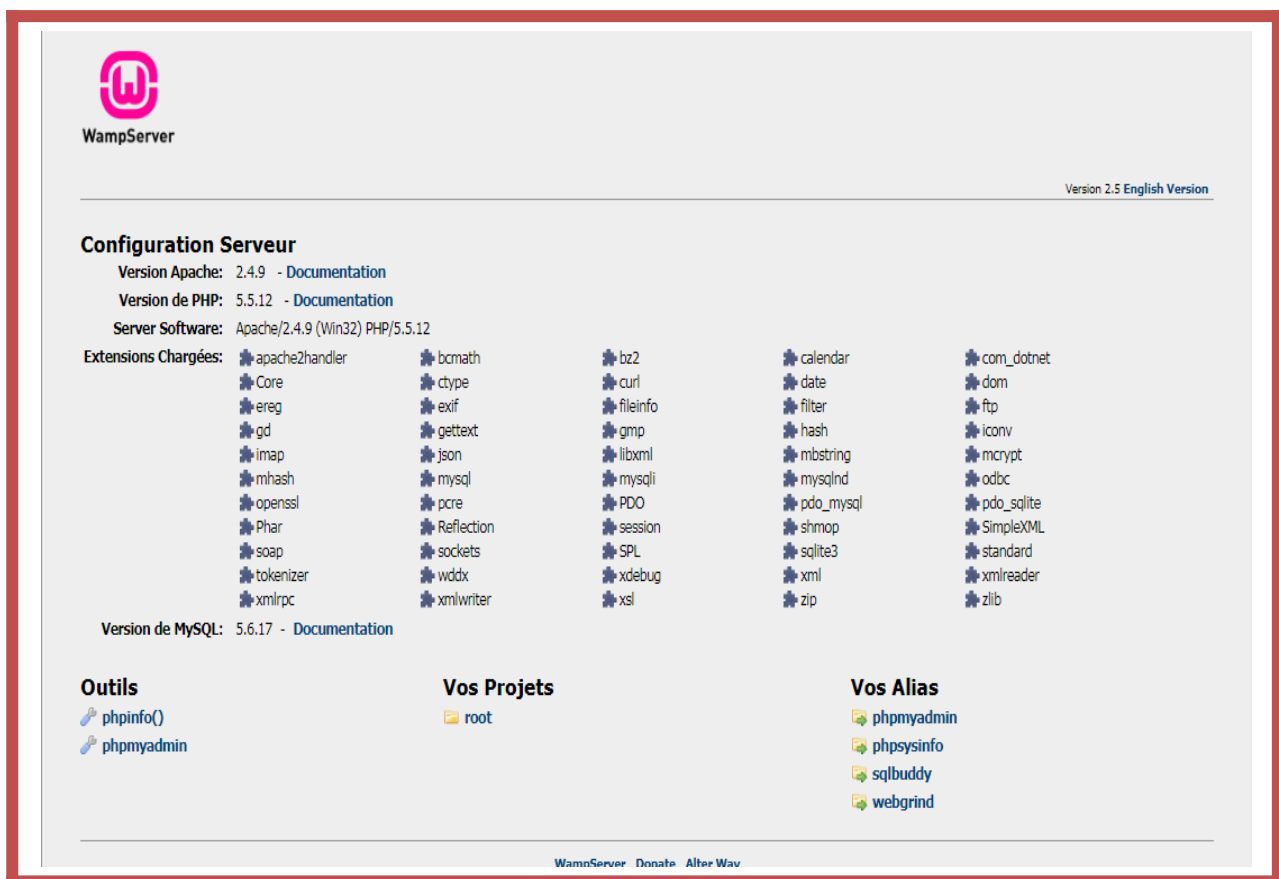 WampServer
Version 2.5 English Version
Configuration Serveur
Version Apache: 2.4.9 - Documentation
Version de PHP: 5.5.12 - Documentation
Server Software: Apache/2.4.9 (Win32) PHP/5.5.12
Extensions Chargées: apache2handler bcmath bz2 calendar com_dotnet
Core ctype curl date dom
ereg exif fileinfo filter ftp
gd gettext gmp hash iconv
imap json libxml mbstring mcrypt
mhash mysql mysqli mysqlnd odbc
openssl pcre PDO pdo_mysql pdo_sqlite
Phar Reflection session shmop SimpleXML
soap sockets SPL sqlite3 standard
tokenizer wddx xdebug xml xmlreader
xmlrpc xmlwriter xsl zip zlib
Version de MySQL: 5.6.17 - Documentation
Outils Vos Projets Vos Alias
phpinfo() root phpmyadmin
phpmyadmin phpsysinfo
sqlbuddy
webgrind
WampServer Donate Alter Way